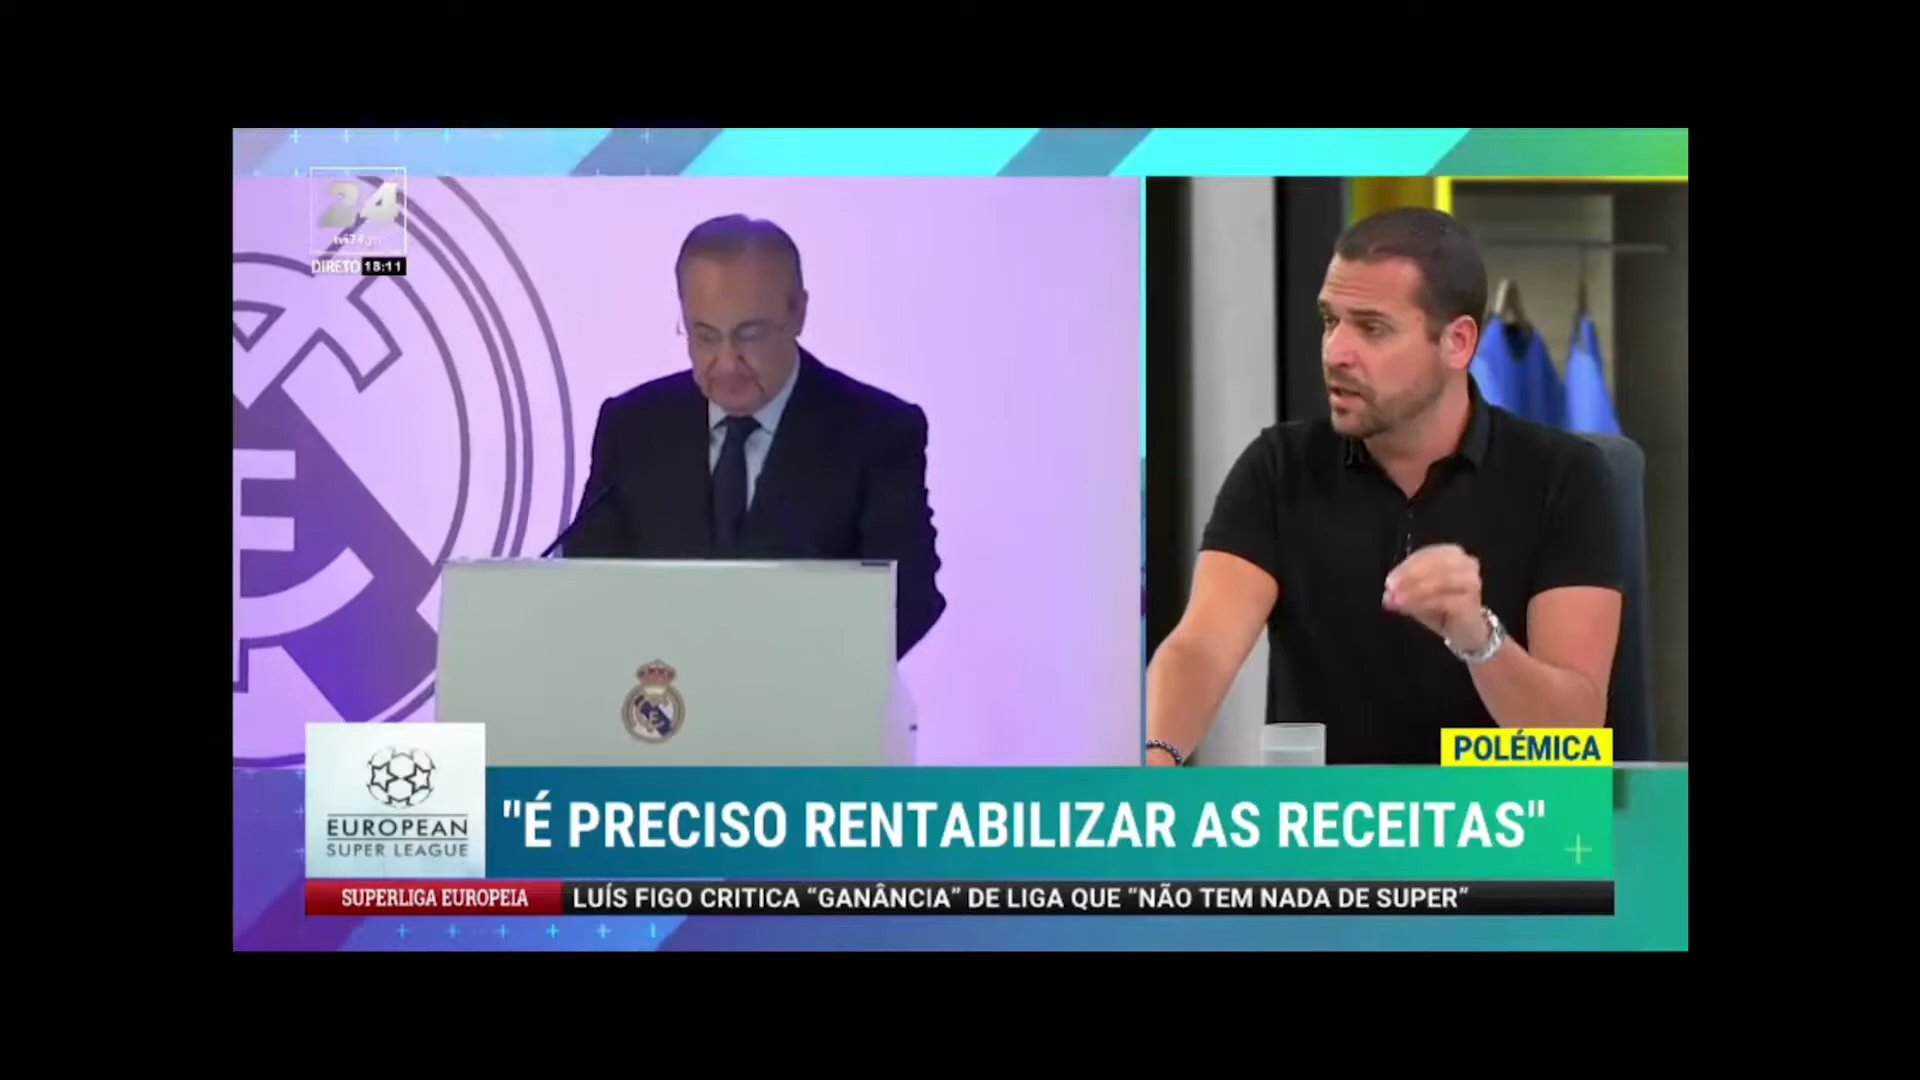 24
DIRETO 18:11
POLÉMICA
EUROPEAN
SUPER LEAGUE
"É PRECISO RENTABILIZAR AS RECEITAS"
SUPERLIGA EUROPEIA
LUÍS FIGO CRITICA “GANÂNCIA” DE LIGA QUE “NÃO TEM NADA DE SUPER”